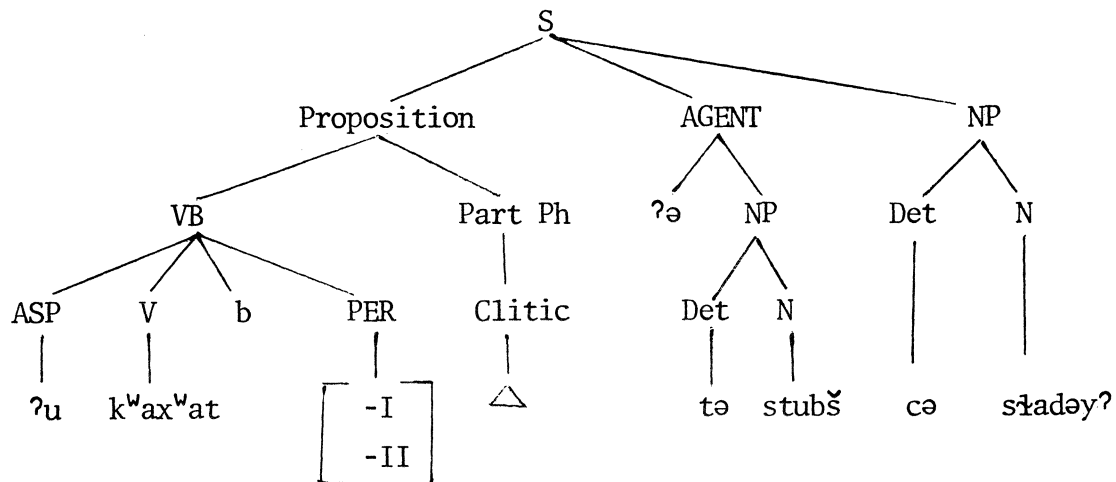 S
Proposition AGENT NP
VB Part Ph ʔə NP Det N
ASP V b PER Clitic Det N
ʔu kʷaxʷat -I △ tə stubš cə sɫadəyʔ
-II